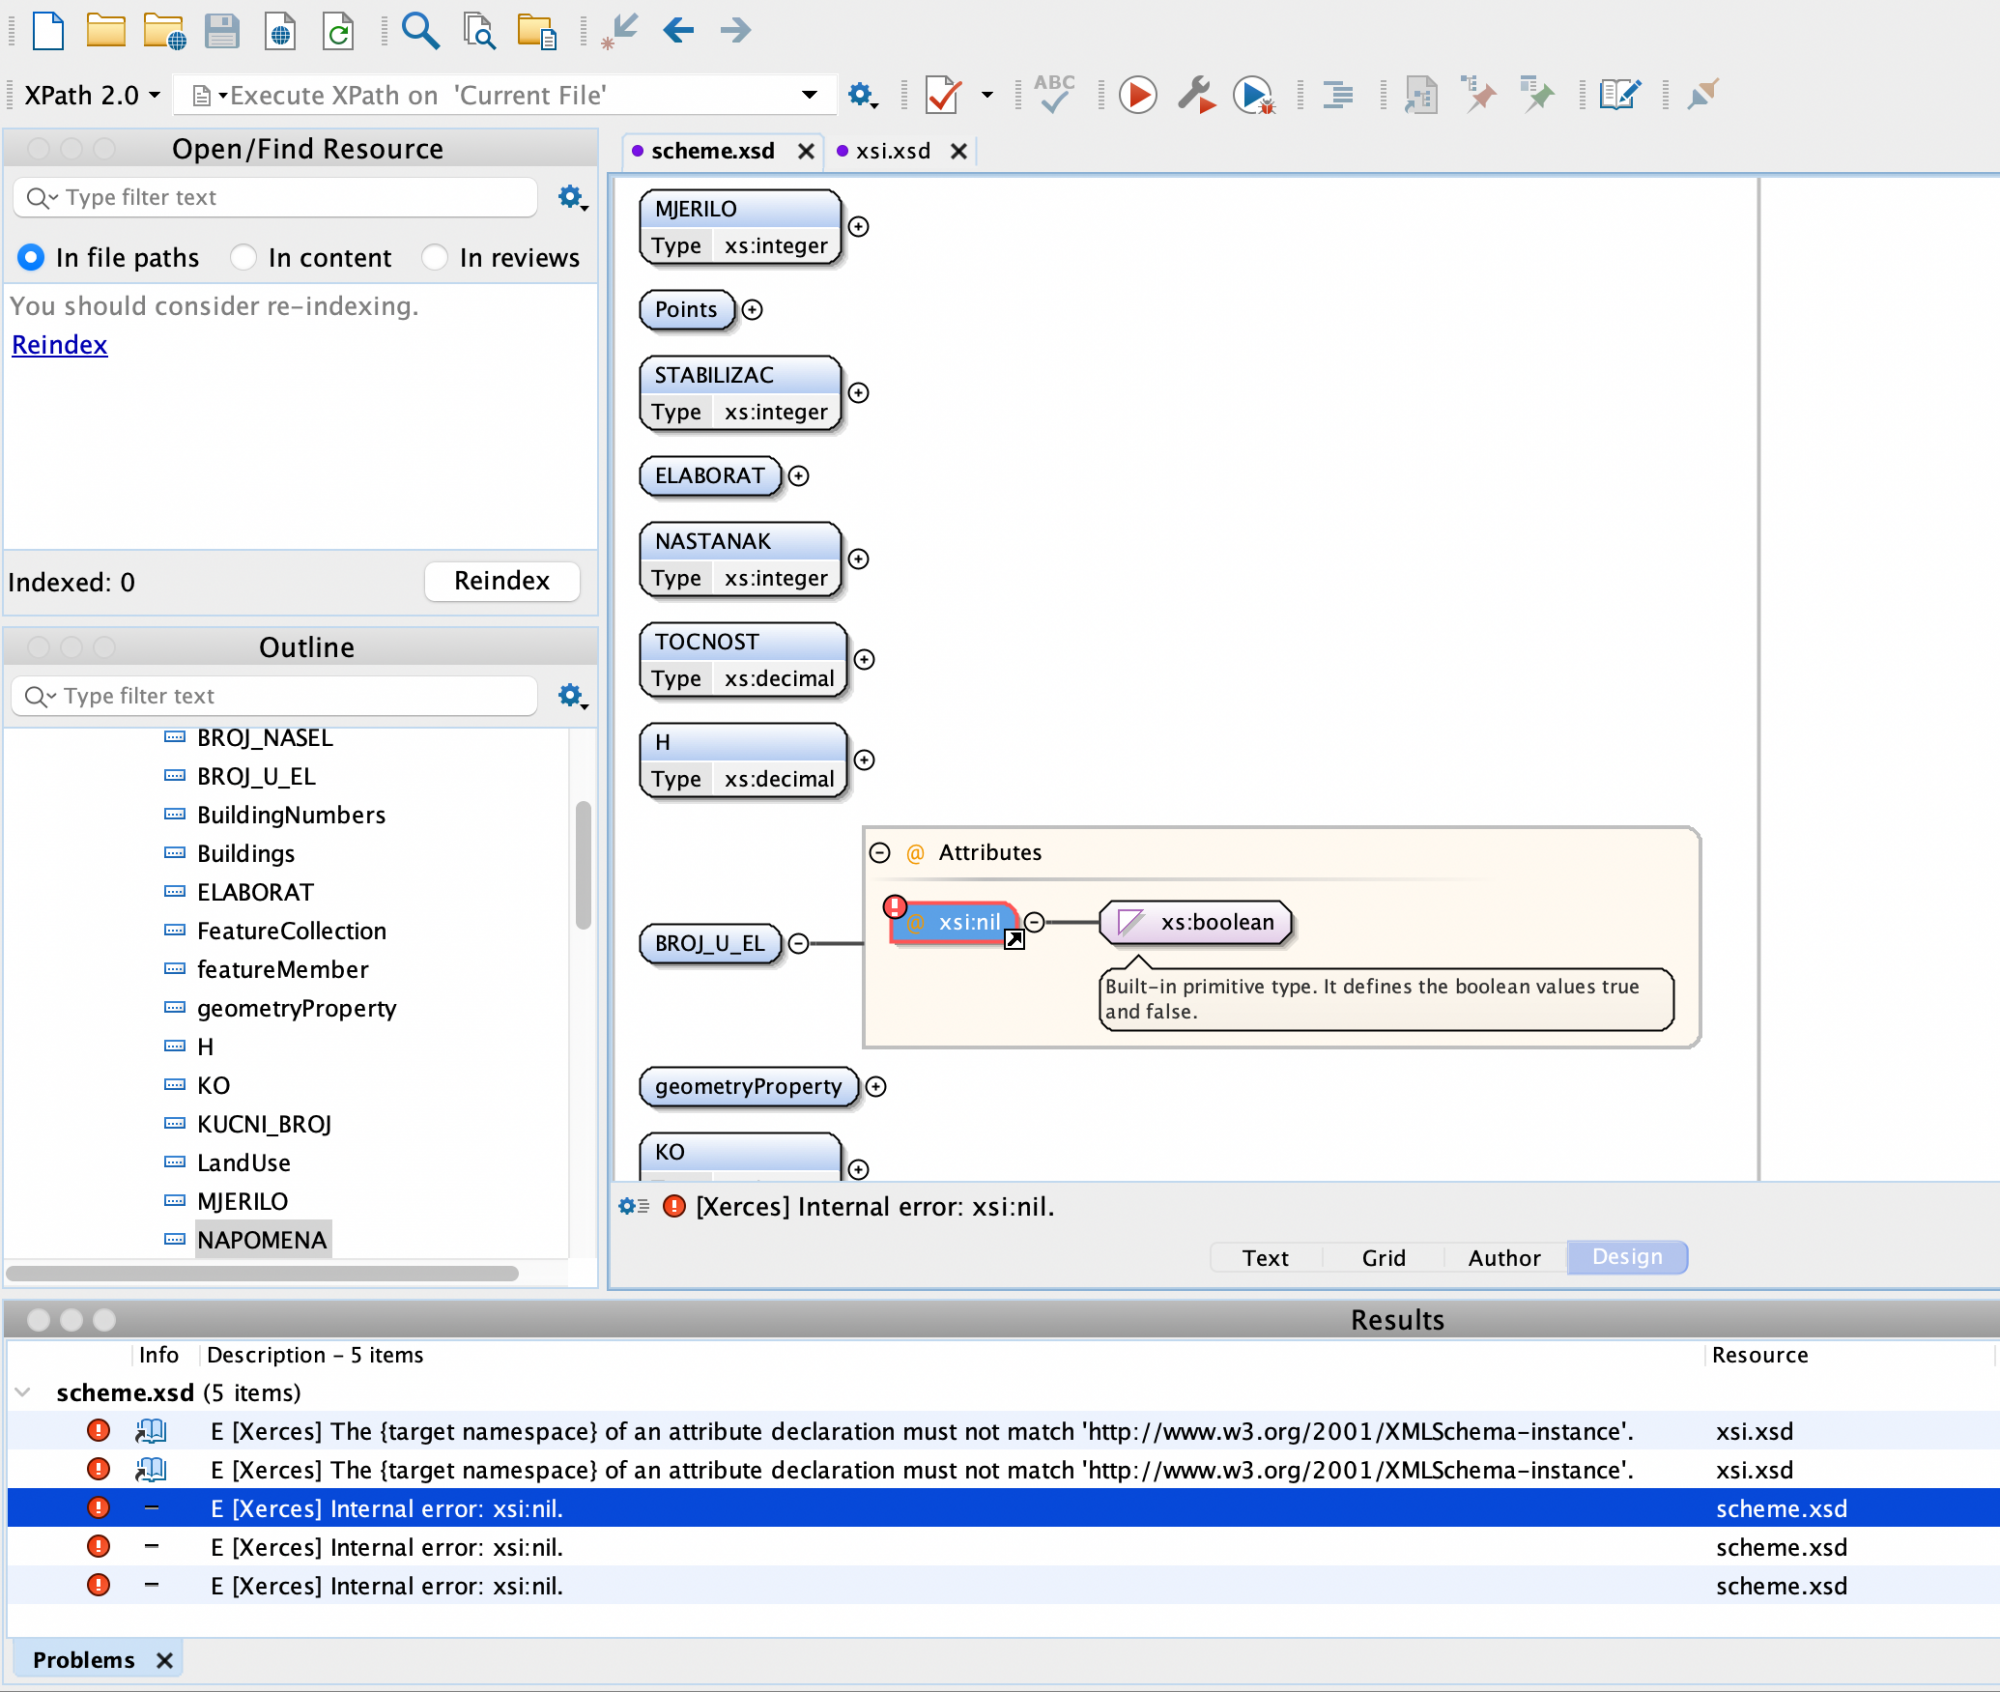 XPath 2.0 Execute XPath on 'Current File' ABC
Open/Find Resource
Type filter text
In file paths In content In reviews
You should consider re-indexing.
Reindex
Indexed: 0 Reindex
Outline
Type filter text
BROJ_NASEL
BROJ_U_EL
BuildingNumbers
Buildings
ELABORAT
FeatureCollection
featureMember
geometryProperty
H
KO
KUCNI_BROJ
LandUse
MJERILO
NAPOMENA
scheme.xsd xsi.xsd
MJERILO
Type xs:integer
Points
STABILIZAC
Type xs:integer
ELABORAT
NASTANAK
Type xs:integer
TOCNOST
Type xs:decimal
H
Type xs:decimal
@ Attributes
@ xsi:nil xs:boolean
BROJ_U_EL
Built-in primitive type. It defines the boolean values true
and false.
geometryProperty
KO
[Xerces] Internal error: xsi:nil.
Text Grid Author Design
Results
Info Description – 5 items Resource
scheme.xsd (5 items)
E [Xerces] The {target namespace} of an attribute declaration must not match 'http://www.w3.org/2001/XMLSchema-instance'. xsi.xsd
E [Xerces] The {target namespace} of an attribute declaration must not match 'http://www.w3.org/2001/XMLSchema-instance'. xsi.xsd
E [Xerces] Internal error: xsi:nil. scheme.xsd
E [Xerces] Internal error: xsi:nil. scheme.xsd
E [Xerces] Internal error: xsi:nil. scheme.xsd
Problems